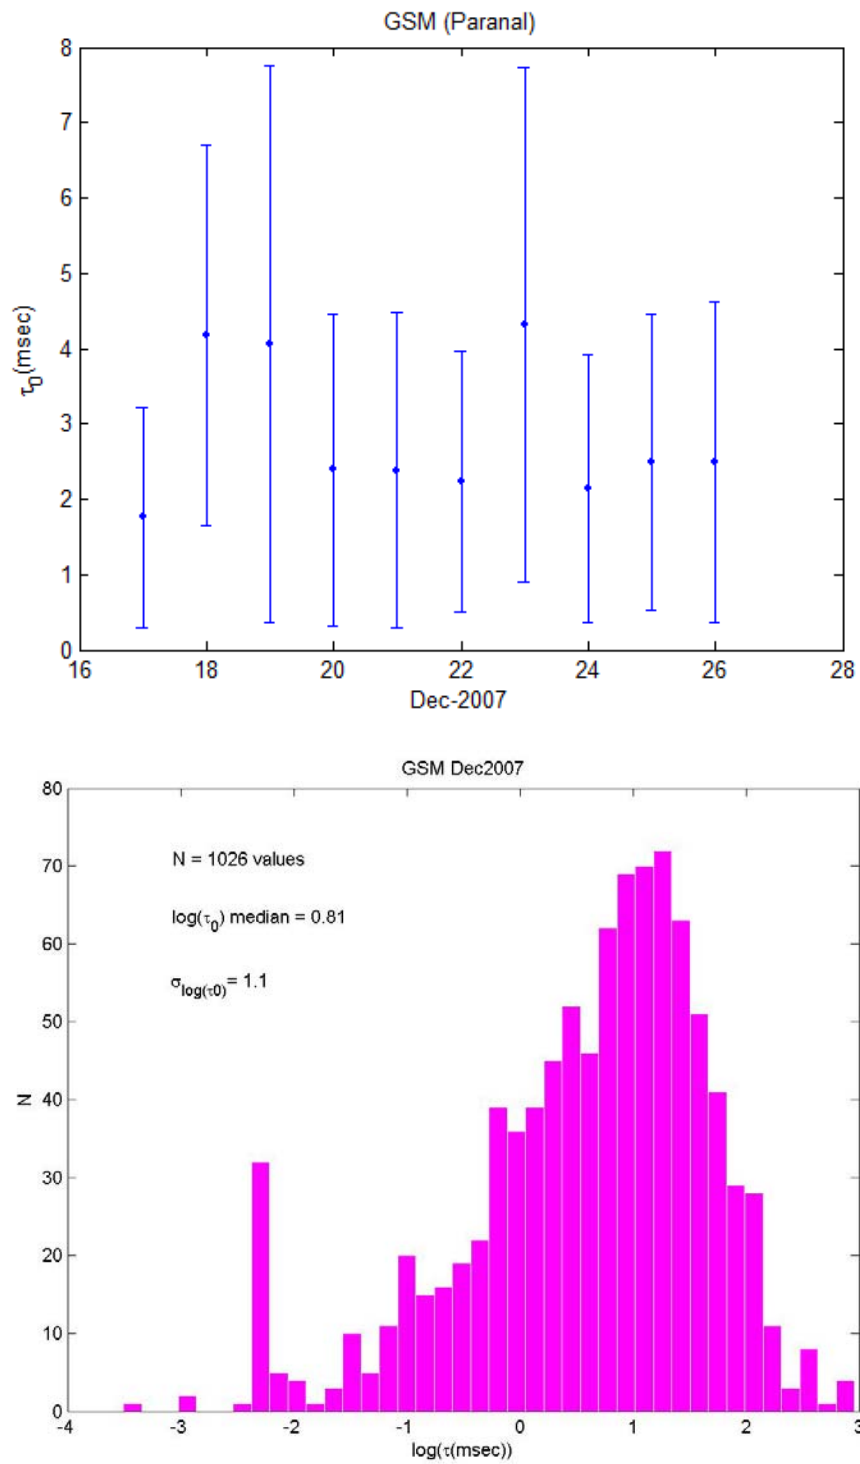 GSM (Paranal)
8
7
6
5
4
3
2
1
0
τ0(msec)
16 18 20 22 24 26 28
Dec-2007
GSM Dec2007
80
70
60
50
40
30
20
10
0
N
N = 1026 values
log(τ0) median = 0.81
σlog(τ0)= 1.1
-4 -3 -2 -1 0 1 2 3
log(τ(msec))